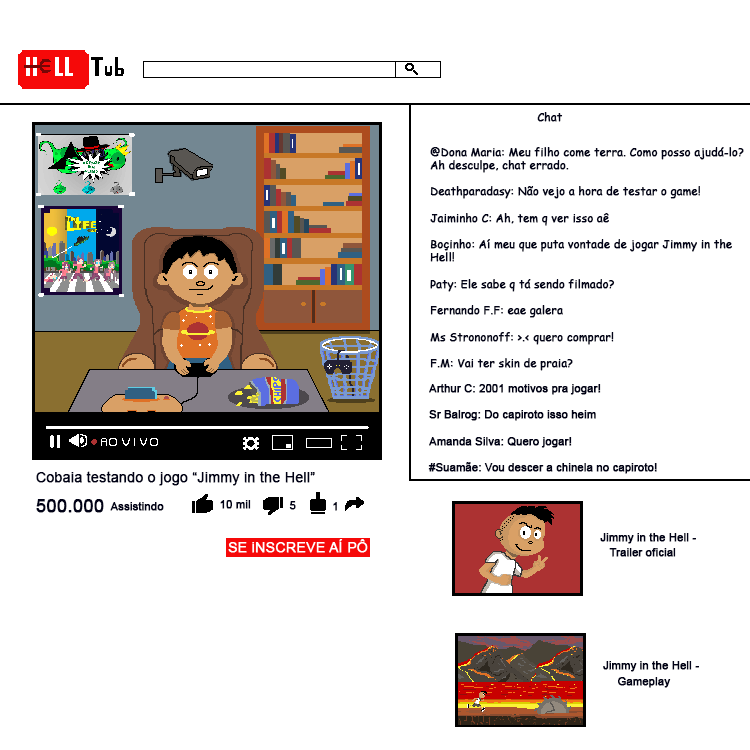 HELL Tub
Chat
@Dona Maria: Meu filho come terra. Como posso ajudá-lo?
Ah desculpe, chat errado.
Deathparadasy: Não vejo a hora de testar o game!
Jaiminho C: Ah, tem q ver isso aê
Boçinho: Aí meu que puta vontade de jogar Jimmy in the
Hell!
Paty: Ele sabe q tá sendo filmado?
Fernando F.F: eae galera
Ms Strononoff: >.< quero comprar!
F.M: Vai ter skin de praia?
Arthur C: 2001 motivos pra jogar!
Sr Balrog: Do capiroto isso heim
Amanda Silva: Quero jogar!
#Suamãe: Vou descer a chinela no capiroto!
LIFE
CHIPS
AO VIVO
Cobaia testando o jogo “Jimmy in the Hell”
500.000 Assistindo
10 mil
5
1
SE INSCREVE AÍ PÔ
Jimmy in the Hell -
Trailer oficial
Jimmy in the Hell -
Gameplay